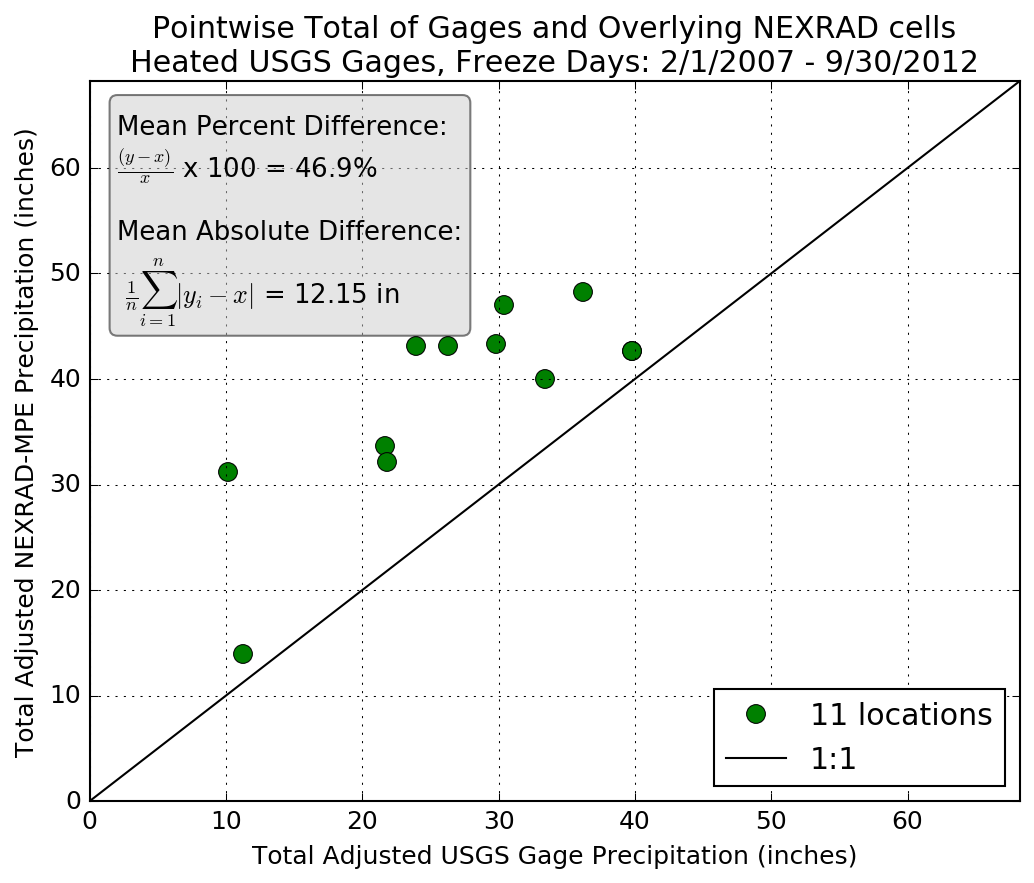 Pointwise Total of Gages and Overlying NEXRAD cells
Heated USGS Gages, Freeze Days: 2/1/2007 - 9/30/2012
Total Adjusted NEXRAD-MPE Precipitation (inches)
60
50
40
30
20
10
0
Mean Percent Difference:
(y−x)/x x 100 = 46.9%
Mean Absolute Difference:
1/n ∑_{i=1}^{n} |y_i − x| = 12.15 in
11 locations
1:1
0 10 20 30 40 50 60
Total Adjusted USGS Gage Precipitation (inches)